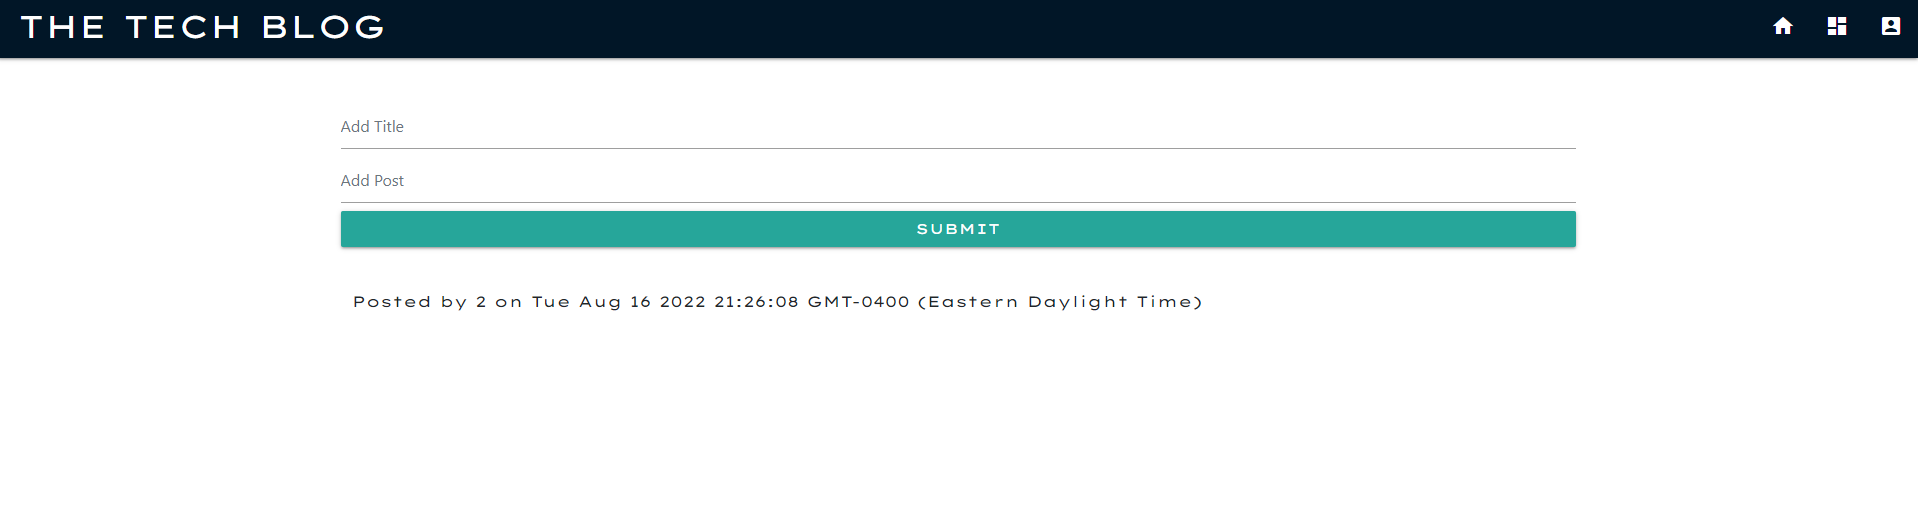 THE TECH BLOG
Add Title
Add Post
SUBMIT
Posted by 2 on Tue Aug 16 2022 21:26:08 GMT-0400 (Eastern Daylight Time)